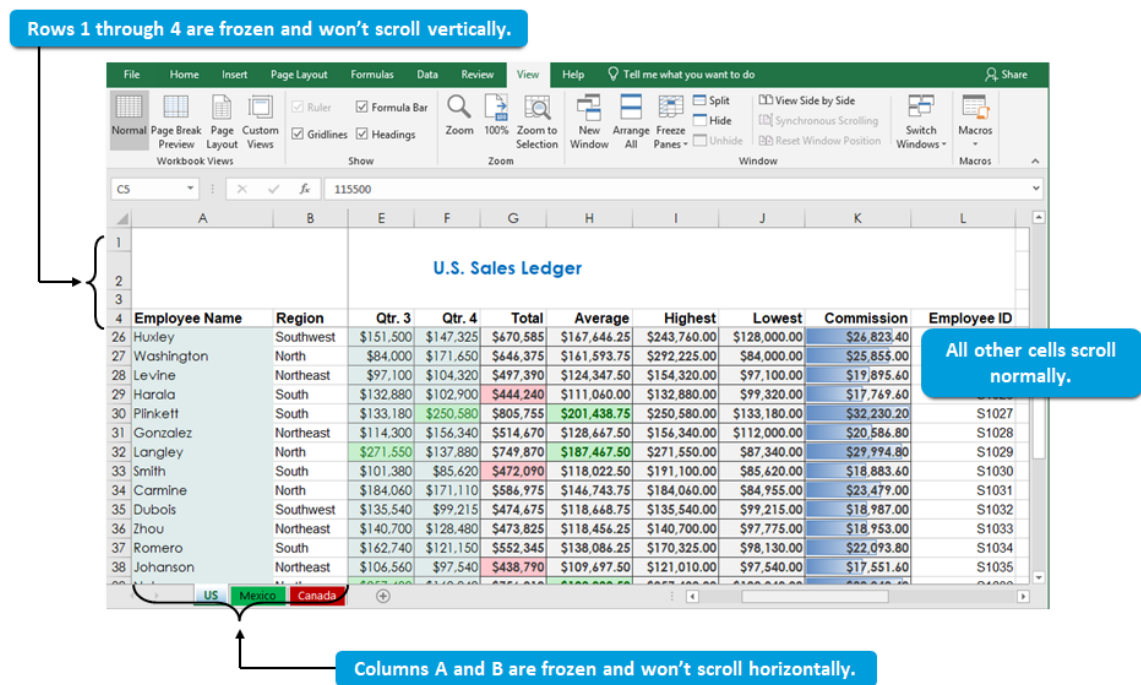 Rows 1 through 4 are frozen and won't scroll vertically.
File Home Insert Page Layout Formulas Data Review View Help Tell me what you want to do Share
Normal Page Break Preview Page Layout Custom Views
Workbook Views
Ruler Formula Bar
Gridlines Headings
Show
Zoom 100% Zoom to Selection
Zoom
New Window Arrange All Freeze Panes
Split
Hide
Unhide
View Side by Side
Synchronous Scrolling
Reset Window Position
Window
Switch Windows
Macros
Macros
C5 fx 115500
A B E F G H I J K L
1
2 U.S. Sales Ledger
3
4 Employee Name Region Qtr. 3 Qtr. 4 Total Average Highest Lowest Commission Employee ID
26 Huxley Southwest $151,500 $147,325 $670,585 $167,646.25 $243,760.00 $128,000.00 $26,823.40
27 Washington North $84,000 $171,650 $646,375 $161,593.75 $292,225.00 $84,000.00 $25,855.00
28 Levine Northeast $97,100 $104,320 $497,390 $124,347.50 $154,320.00 $97,100.00 $19,895.60
29 Harala South $132,880 $102,900 $444,240 $111,060.00 $132,880.00 $99,320.00 $17,769.60
30 Plinkett South $133,180 $250,580 $805,755 $201,438.75 $250,580.00 $133,180.00 $32,230.20 S1027
31 Gonzalez Northeast $114,300 $156,340 $514,670 $128,667.50 $156,340.00 $112,000.00 $20,586.80 S1028
32 Langley North $271,550 $137,880 $749,870 $187,467.50 $271,550.00 $87,340.00 $29,994.80 S1029
33 Smith South $101,380 $85,620 $472,090 $118,022.50 $191,100.00 $85,620.00 $18,883.60 S1030
34 Carmine North $184,060 $171,110 $586,975 $146,743.75 $184,060.00 $84,955.00 $23,479.00 S1031
35 Dubois Southwest $135,540 $99,215 $474,675 $118,668.75 $135,540.00 $99,215.00 $18,987.00 S1032
36 Zhou Northeast $140,700 $128,480 $473,825 $118,456.25 $140,700.00 $97,775.00 $18,953.00 S1033
37 Romero South $162,740 $121,150 $552,345 $138,086.25 $170,325.00 $98,130.00 $22,093.80 S1034
38 Johanson Northeast $106,560 $97,540 $438,790 $109,697.50 $121,010.00 $97,540.00 $17,551.60 S1035
All other cells scroll
normally.
US Mexico Canada
Columns A and B are frozen and won't scroll horizontally.